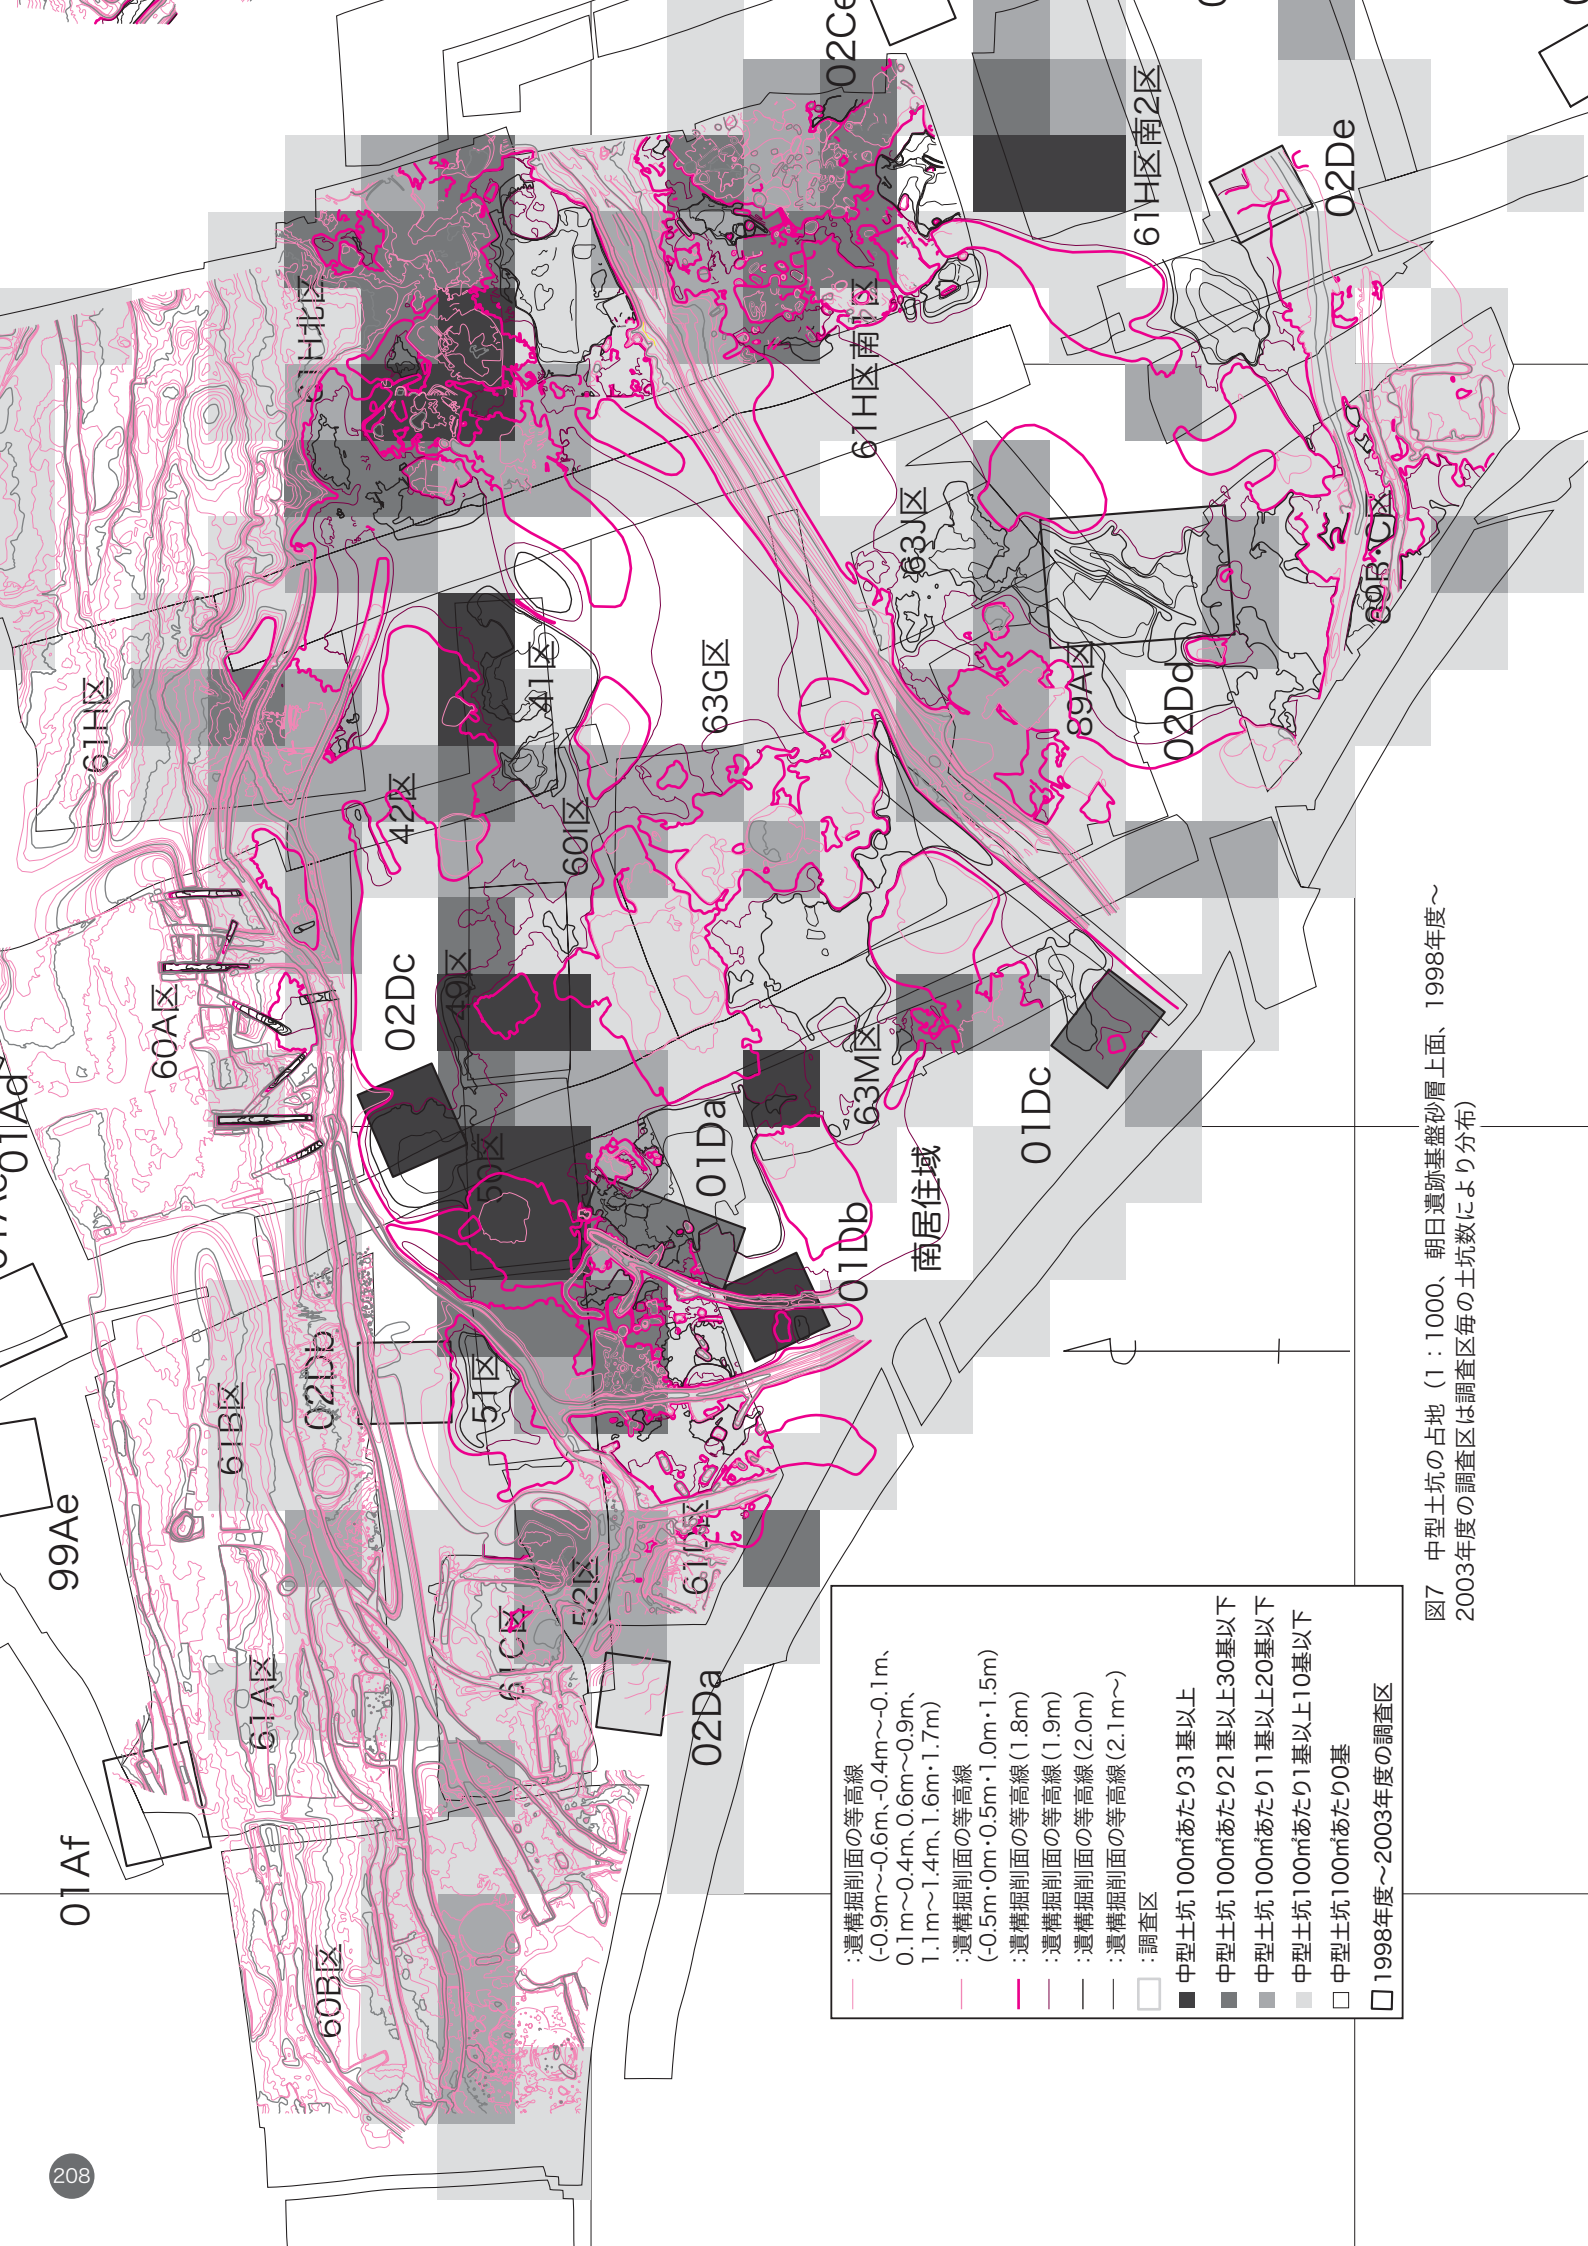 01Ad
02Ce
61H北区
61H区南2区
02De
61H区南1区
61H区
63J区
41区
63G区
89A区
02Dd
89B・C区
42区
60I区
60A区
02Dc
49区
63M区
50区
01Da
01Dc
01Db
南居住域
61B区
02Db
51区
99Ae
61D区
52区
61C区
61A区
02Da
01Af
60B区
：遺構掘削面の等高線
(-0.9m〜-0.6m、-0.4m〜-0.1m、
0.1m〜0.4m、0.6m〜0.9m、
1.1m〜1.4m、1.6m・1.7m)
：遺構掘削面の等高線
(-0.5m・0m・0.5m・1.0m・1.5m)
：遺構掘削面の等高線(1.8m)
：遺構掘削面の等高線(1.9m)
：遺構掘削面の等高線(2.0m)
：遺構掘削面の等高線(2.1m〜)
：調査区
中型土坑100㎡あたり31基以上
中型土坑100㎡あたり21基以上30基以下
中型土坑100㎡あたり11基以上20基以下
中型土坑100㎡あたり1基以上10基以下
中型土坑100㎡あたり0基
1998年度〜2003年度の調査区
図7　中型土坑の占地（1：1000、朝日遺跡基盤砂層上面、1998年度〜
2003年度の調査区は調査区毎の土坑数により分布）
208